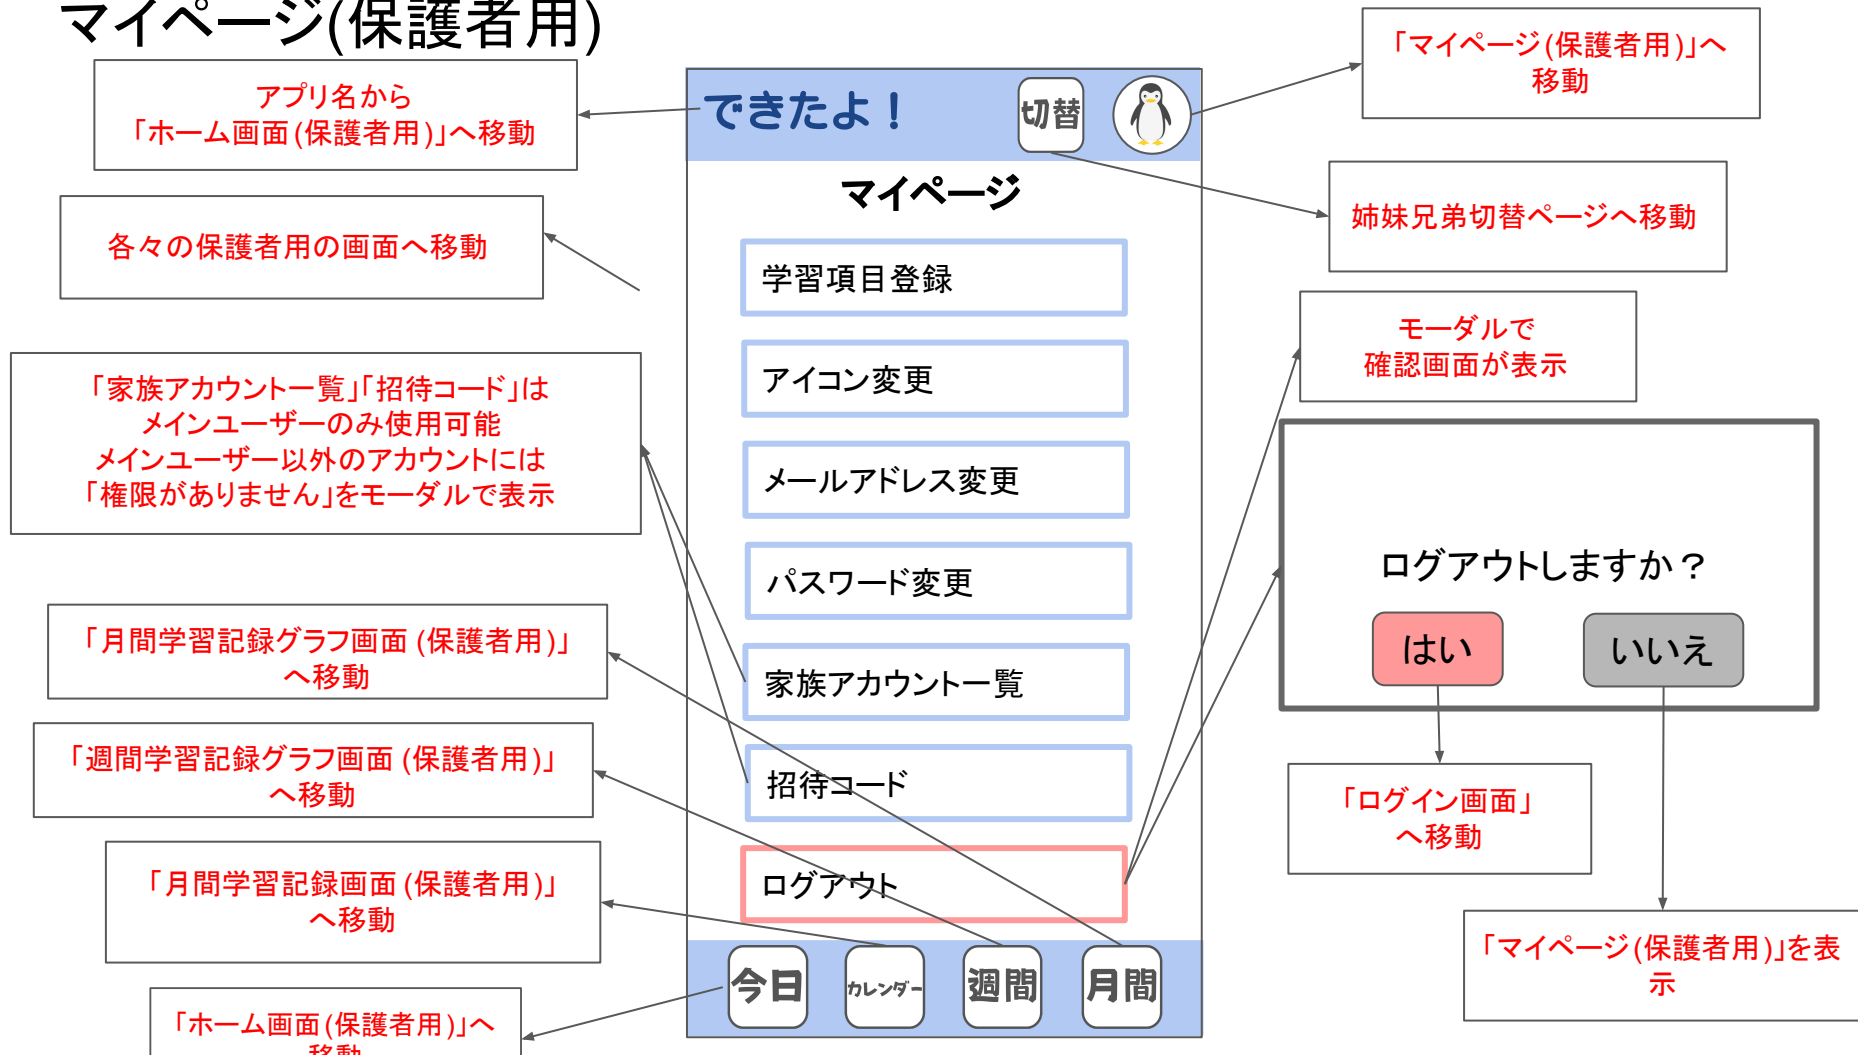 マイページ(保護者用)
アプリ名から
「ホーム画面(保護者用)」へ移動
各々の保護者用の画面へ移動
「家族アカウント一覧」「招待コード」は
メインユーザーのみ使用可能
メインユーザー以外のアカウントには
「権限がありません」をモーダルで表示
「月間学習記録グラフ画面(保護者用)」
へ移動
「週間学習記録グラフ画面(保護者用)」
へ移動
「月間学習記録画面(保護者用)」
へ移動
「ホーム画面(保護者用)」へ
移動
できたよ！
切替
マイページ
学習項目登録
アイコン変更
メールアドレス変更
パスワード変更
家族アカウント一覧
招待コード
ログアウト
今日
カレンダー
週間
月間
「マイページ(保護者用)」へ
移動
姉妹兄弟切替ページへ移動
モーダルで
確認画面が表示
ログアウトしますか？
はい
いいえ
「ログイン画面」
へ移動
「マイページ(保護者用)」を表
示